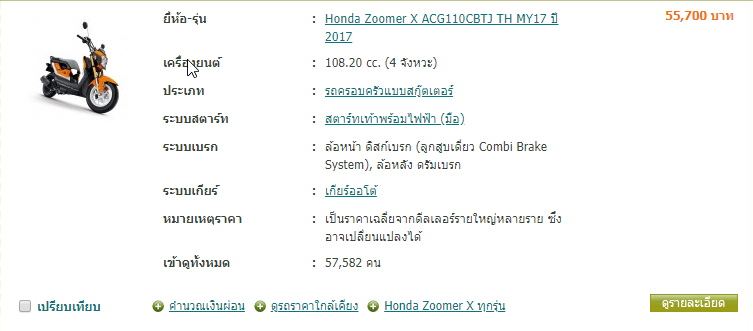 ยี่ห้อ-รุ่น : Honda Zoomer X ACG110CBTJ TH MY17 ปี 55,700 บาท
2017
เครื่องยนต์ : 108.20 cc. (4 จังหวะ)
ประเภท : รถครอบครัวแบบสกู๊ตเตอร์
ระบบสตาร์ท : สตาร์ทเท้าพร้อมไฟฟ้า (มือ)
ระบบเบรก : ล้อหน้า ดิสก์เบรก (ลูกสูบเดี่ยว Combi Brake
System), ล้อหลัง ดรัมเบรก
ระบบเกียร์ : เกียร์ออโต้
หมายเหตุราคา : เป็นราคาเฉลี่ยจากดีลเลอร์รายใหญ่หลายราย ซึ่ง
อาจเปลี่ยนแปลงได้
เข้าดูทั้งหมด : 57,582 คน
เปรียบเทียบ คำนวณเงินผ่อน ดูรถราคาใกล้เคียง Honda Zoomer X ทุกรุ่น ดูรายละเอียด